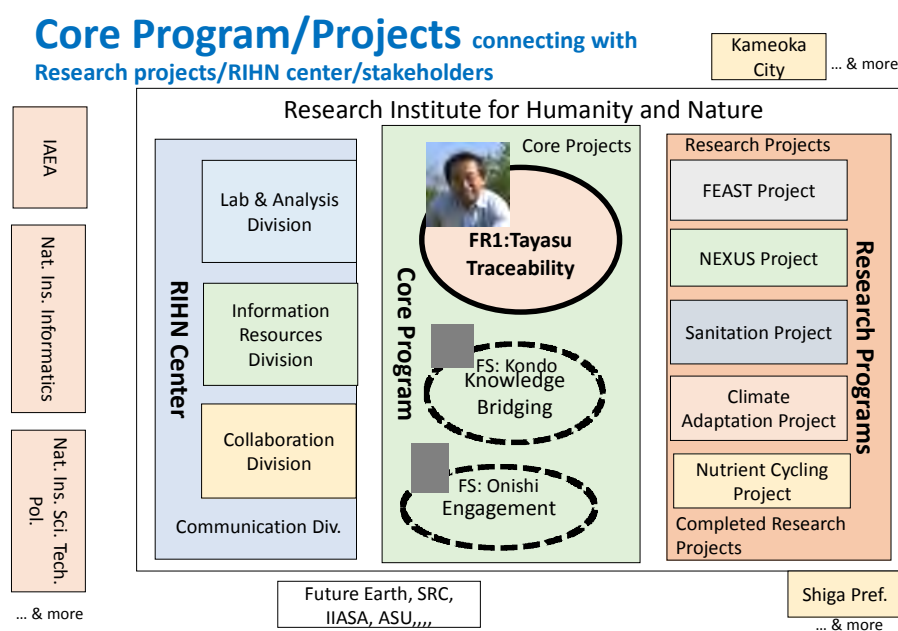 Core Program/Projects connecting with
Research projects/RIHN center/stakeholders
Kameoka
City
... & more
IAEA
Nat. Ins. Informatics
Nat. Ins. Sci. Tech.
Pol.
... & more
Research Institute for Humanity and Nature
RIHN Center
Lab & Analysis
Division
Information
Resources
Division
Collaboration
Division
Communication Div.
Core Program
Core Projects
FR1:Tayasu
Traceability
FS: Kondo
Knowledge
Bridging
FS: Onishi
Engagement
Research Projects
FEAST Project
NEXUS Project
Sanitation Project
Climate
Adaptation Project
Nutrient Cycling
Project
Completed Research
Projects
Research Programs
Future Earth, SRC,
IIASA, ASU,,,,
Shiga Pref.
... & more